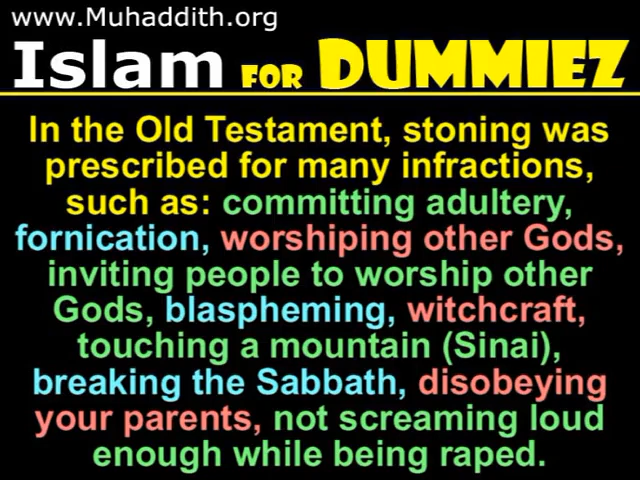 www.Muhaddith.org
Islam FOR DUMMIEZ
In the Old Testament, stoning was
prescribed for many infractions,
such as: committing adultery,
fornication, worshiping other Gods,
inviting people to worship other
Gods, blaspheming, witchcraft,
touching a mountain (Sinai),
breaking the Sabbath, disobeying
your parents, not screaming loud
enough while being raped.